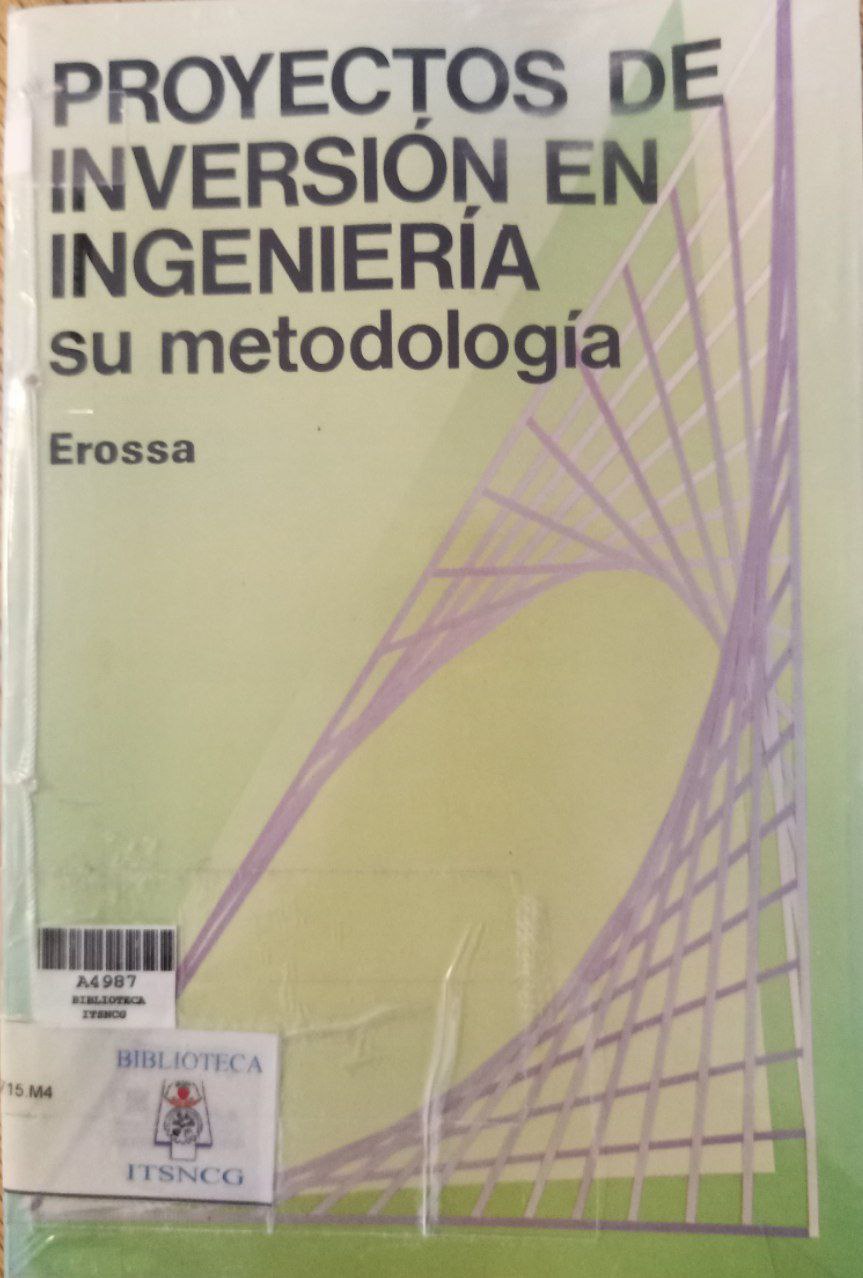 PROYECTOS DE
INVERSIÓN EN
INGENIERÍA
su metodología
Erossa
A4987
BIBLIOTECA
ITSNCG
BIBLIOTECA
15.M4
ITSNCG